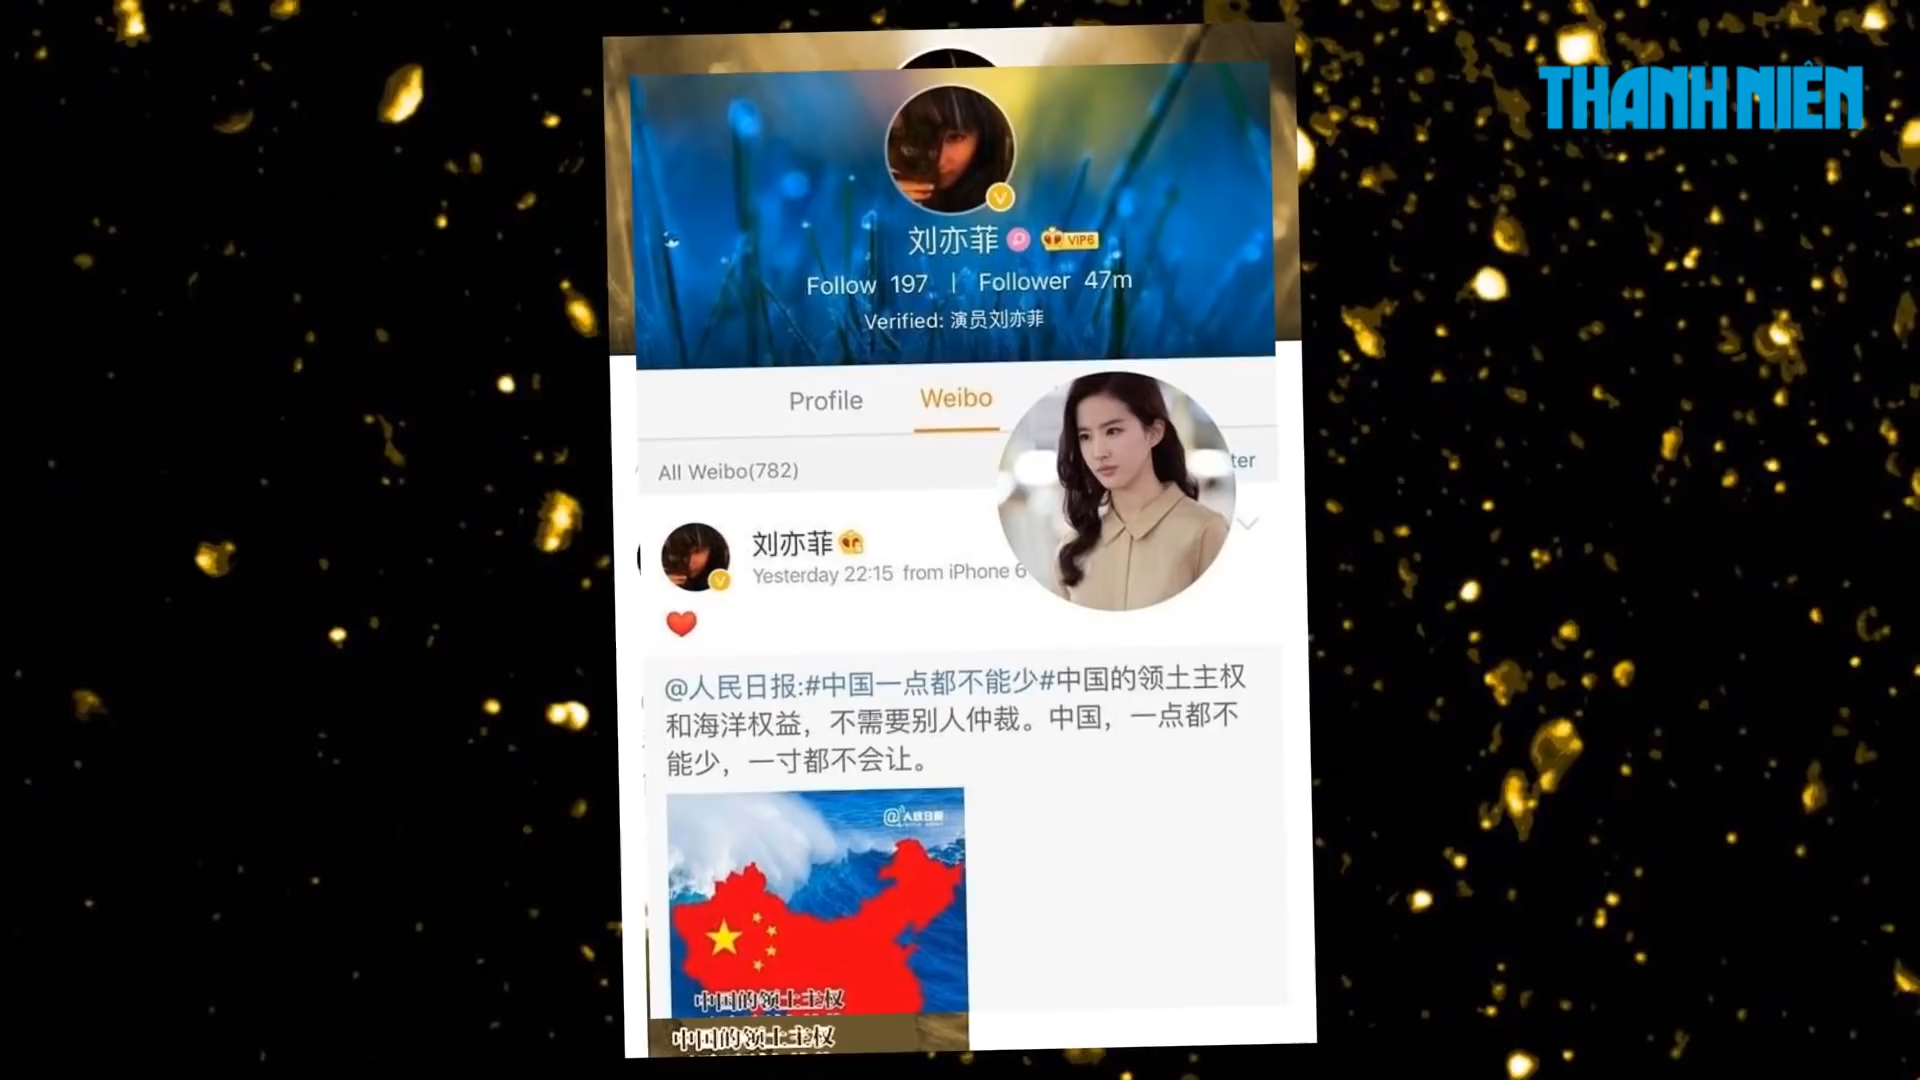 THANH NIÊN
刘亦菲 VIP6
Follow 197 | Follower 47m
Verified: 演员刘亦菲
Profile Weibo
All Weibo(782)
ter
刘亦菲
Yesterday 22:15 from iPhone 6
@人民日报:#中国一点都不能少#中国的领土主权
和海洋权益，不需要别人仲裁。中国，一点都不
能少，一寸都不会让。
@人民日报
中国的领土主权
中国的领土主权